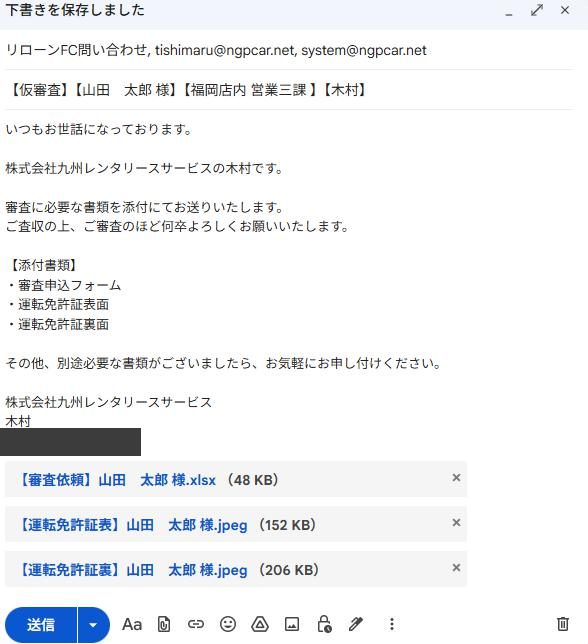 下書きを保存しました
リローンFC問い合わせ, tishimaru@ngpcar.net, system@ngpcar.net
【仮審査】【山田　太郎 様】【福岡店内 営業三課 】【木村】
いつもお世話になっております。
株式会社九州レンタリースサービスの木村です。
審査に必要な書類を添付にてお送りいたします。
ご査収の上、ご審査のほど何卒よろしくお願いいたします。
【添付書類】
・審査申込フォーム
・運転免許証表面
・運転免許証裏面
その他、別途必要な書類がございましたら、お気軽にお申し付けください。
株式会社九州レンタリースサービス
木村
【審査依頼】山田　太郎 様.xlsx （48 KB）
【運転免許証表】山田　太郎 様.jpeg （152 KB）
【運転免許証裏】山田　太郎 様.jpeg （206 KB）
送信 Aa